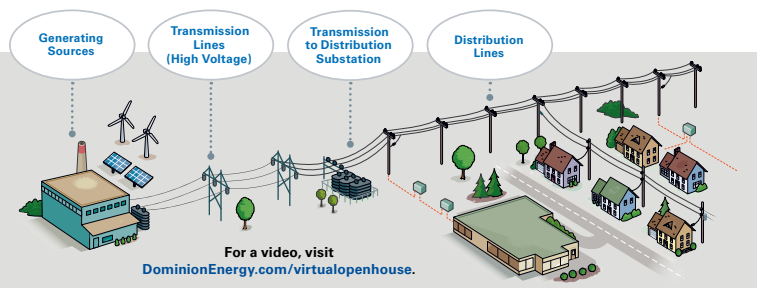 Generating
Sources
Transmission
Lines
(High Voltage)
Transmission
to Distribution
Substation
Distribution
Lines
For a video, visit
DominionEnergy.com/virtualopenhouse.